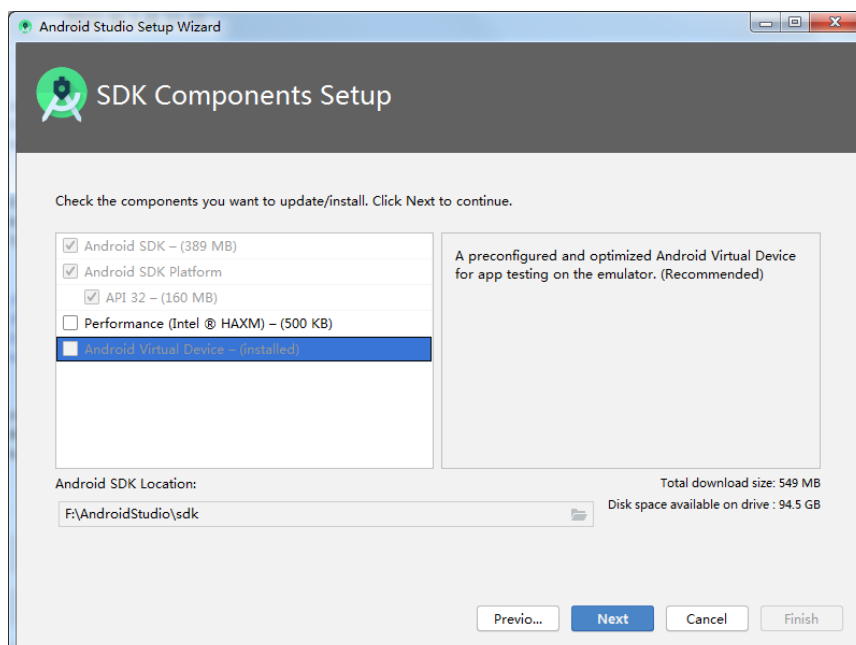 Android Studio Setup Wizard
SDK Components Setup
Check the components you want to update/install. Click Next to continue.
Android SDK – (389 MB)
Android SDK Platform
API 32 – (160 MB)
Performance (Intel ® HAXM) – (500 KB)
Android Virtual Device – (installed)
A preconfigured and optimized Android Virtual Device
for app testing on the emulator. (Recommended)
Android SDK Location:
F:\AndroidStudio\sdk
Total download size: 549 MB
Disk space available on drive : 94.5 GB
Previo...
Next
Cancel
Finish